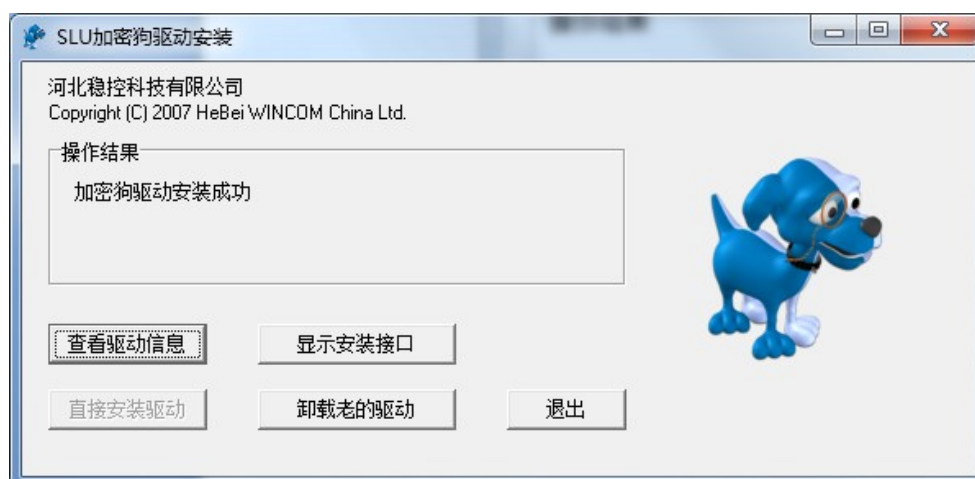 SLU加密狗驱动安装
河北稳控科技有限公司
Copyright (C) 2007 HeBei WINCOM China Ltd.
操作结果
加密狗驱动安装成功
查看驱动信息
显示安装接口
直接安装驱动
卸载老的驱动
退出